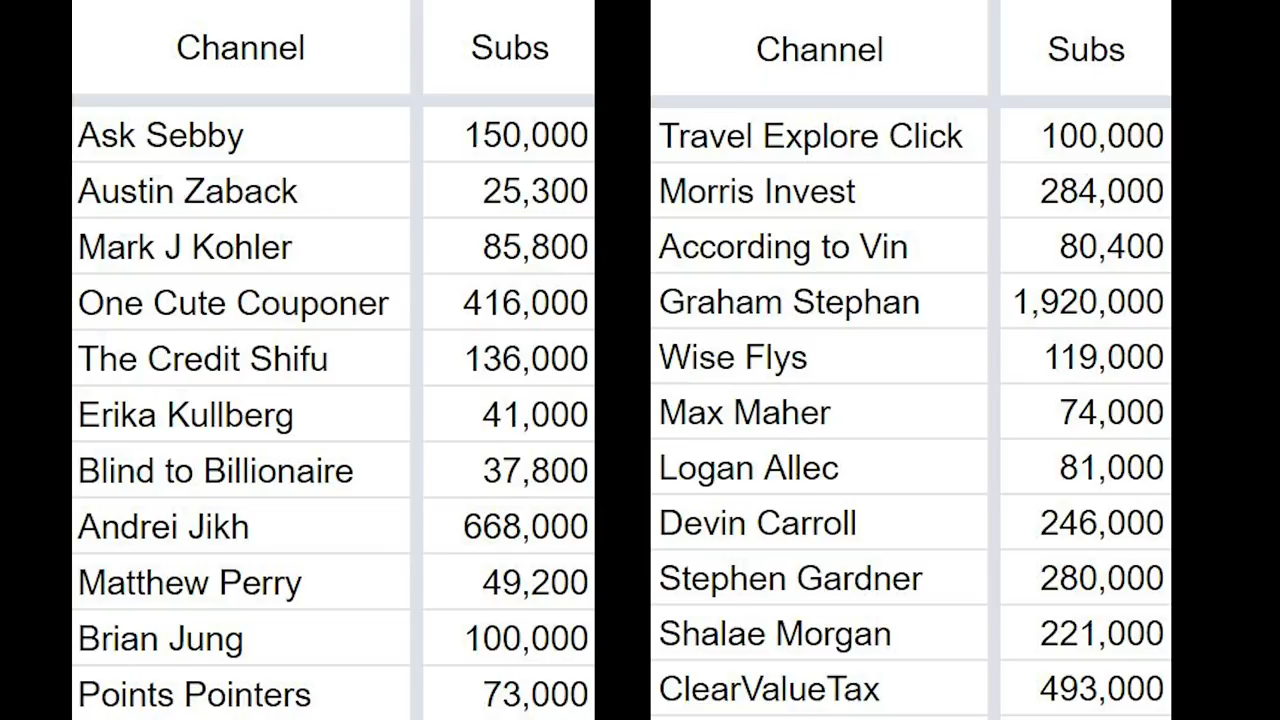 Channel Subs
Ask Sebby 150,000
Austin Zaback 25,300
Mark J Kohler 85,800
One Cute Couponer 416,000
The Credit Shifu 136,000
Erika Kullberg 41,000
Blind to Billionaire 37,800
Andrei Jikh 668,000
Matthew Perry 49,200
Brian Jung 100,000
Points Pointers 73,000
Channel Subs
Travel Explore Click 100,000
Morris Invest 284,000
According to Vin 80,400
Graham Stephan 1,920,000
Wise Flys 119,000
Max Maher 74,000
Logan Allec 81,000
Devin Carroll 246,000
Stephen Gardner 280,000
Shalae Morgan 221,000
ClearValueTax 493,000